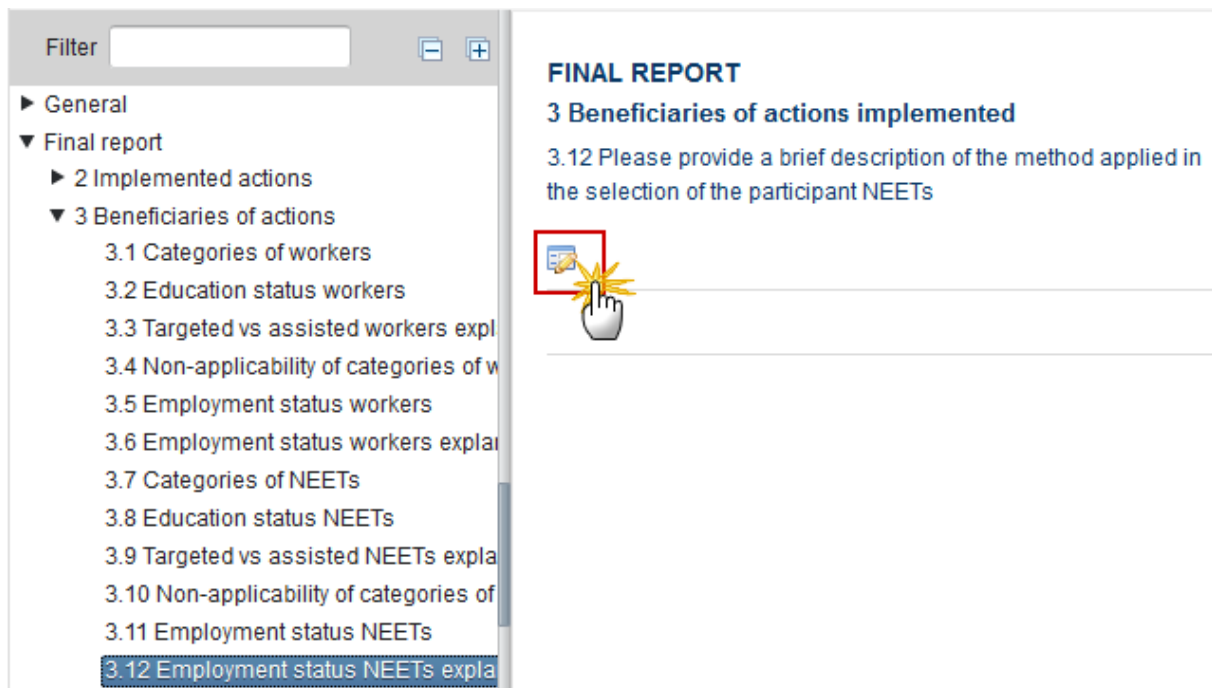 Filter
General
Final report
2 Implemented actions
3 Beneficiaries of actions
3.1 Categories of workers
3.2 Education status workers
3.3 Targeted vs assisted workers expl
3.4 Non-applicability of categories of w
3.5 Employment status workers
3.6 Employment status workers explai
3.7 Categories of NEETs
3.8 Education status NEETs
3.9 Targeted vs assisted NEETs expla
3.10 Non-applicability of categories of
3.11 Employment status NEETs
3.12 Employment status NEETs expla
FINAL REPORT
3 Beneficiaries of actions implemented
3.12 Please provide a brief description of the method applied in
the selection of the participant NEETs